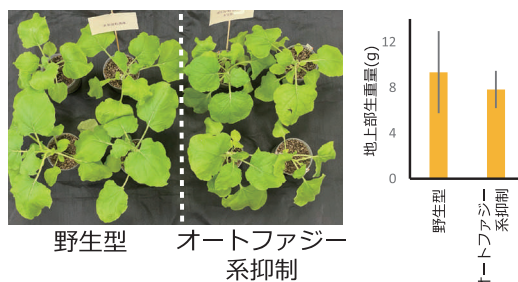 野生型
オートファジー
系抑制
地上部生重量(g)
12
8
4
0
野生型
オートファジー
系抑制